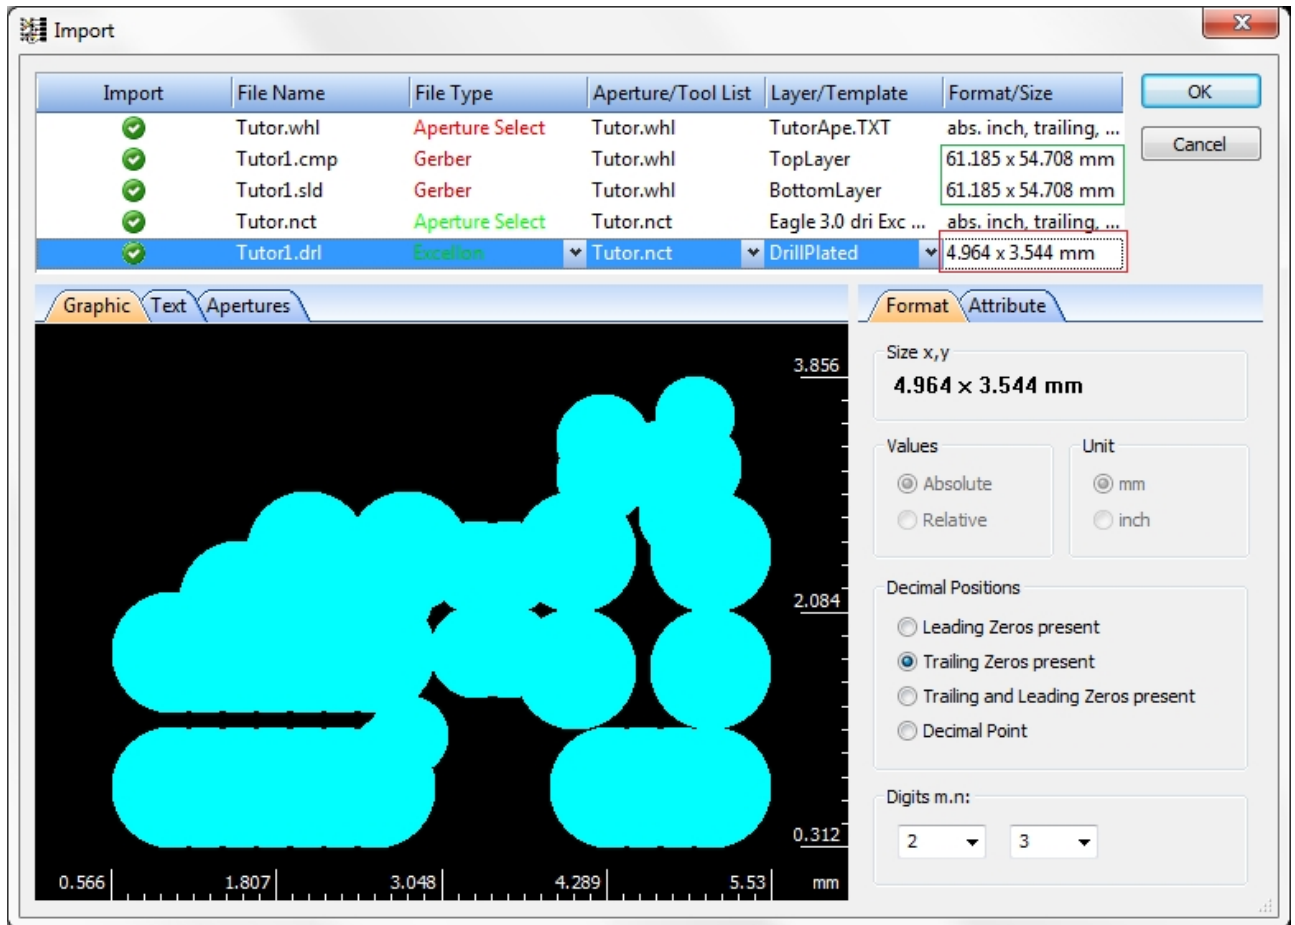 Import
Import File Name File Type Aperture/Tool List Layer/Template Format/Size OK
Tutor.whl Aperture Select Tutor.whl TutorApe.TXT abs. inch, trailing, ...
Cancel
Tutor1.cmp Gerber Tutor.whl TopLayer 61.185 x 54.708 mm
Tutor1.sld Gerber Tutor.whl BottomLayer 61.185 x 54.708 mm
Tutor.nct Aperture Select Tutor.nct Eagle 3.0 dri Exc ... abs. inch, trailing, ...
Tutor1.drl Excellon Tutor.nct DrillPlated 4.964 x 3.544 mm
Graphic Text Apertures Format Attribute
3.856
2.084
0.312
0.566 1.807 3.048 4.289 5.53 mm
Size x,y
4.964 x 3.544 mm
Values Unit
Absolute mm
Relative inch
Decimal Positions
Leading Zeros present
Trailing Zeros present
Trailing and Leading Zeros present
Decimal Point
Digits m.n:
2 3